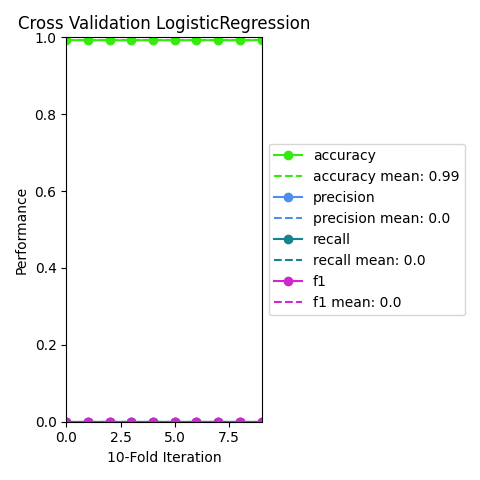 Cross Validation LogisticRegression
1.0
0.8
0.6
0.4
0.2
0.0
Performance
0.0 2.5 5.0 7.5
10-Fold Iteration
accuracy
accuracy mean: 0.99
precision
precision mean: 0.0
recall
recall mean: 0.0
f1
f1 mean: 0.0